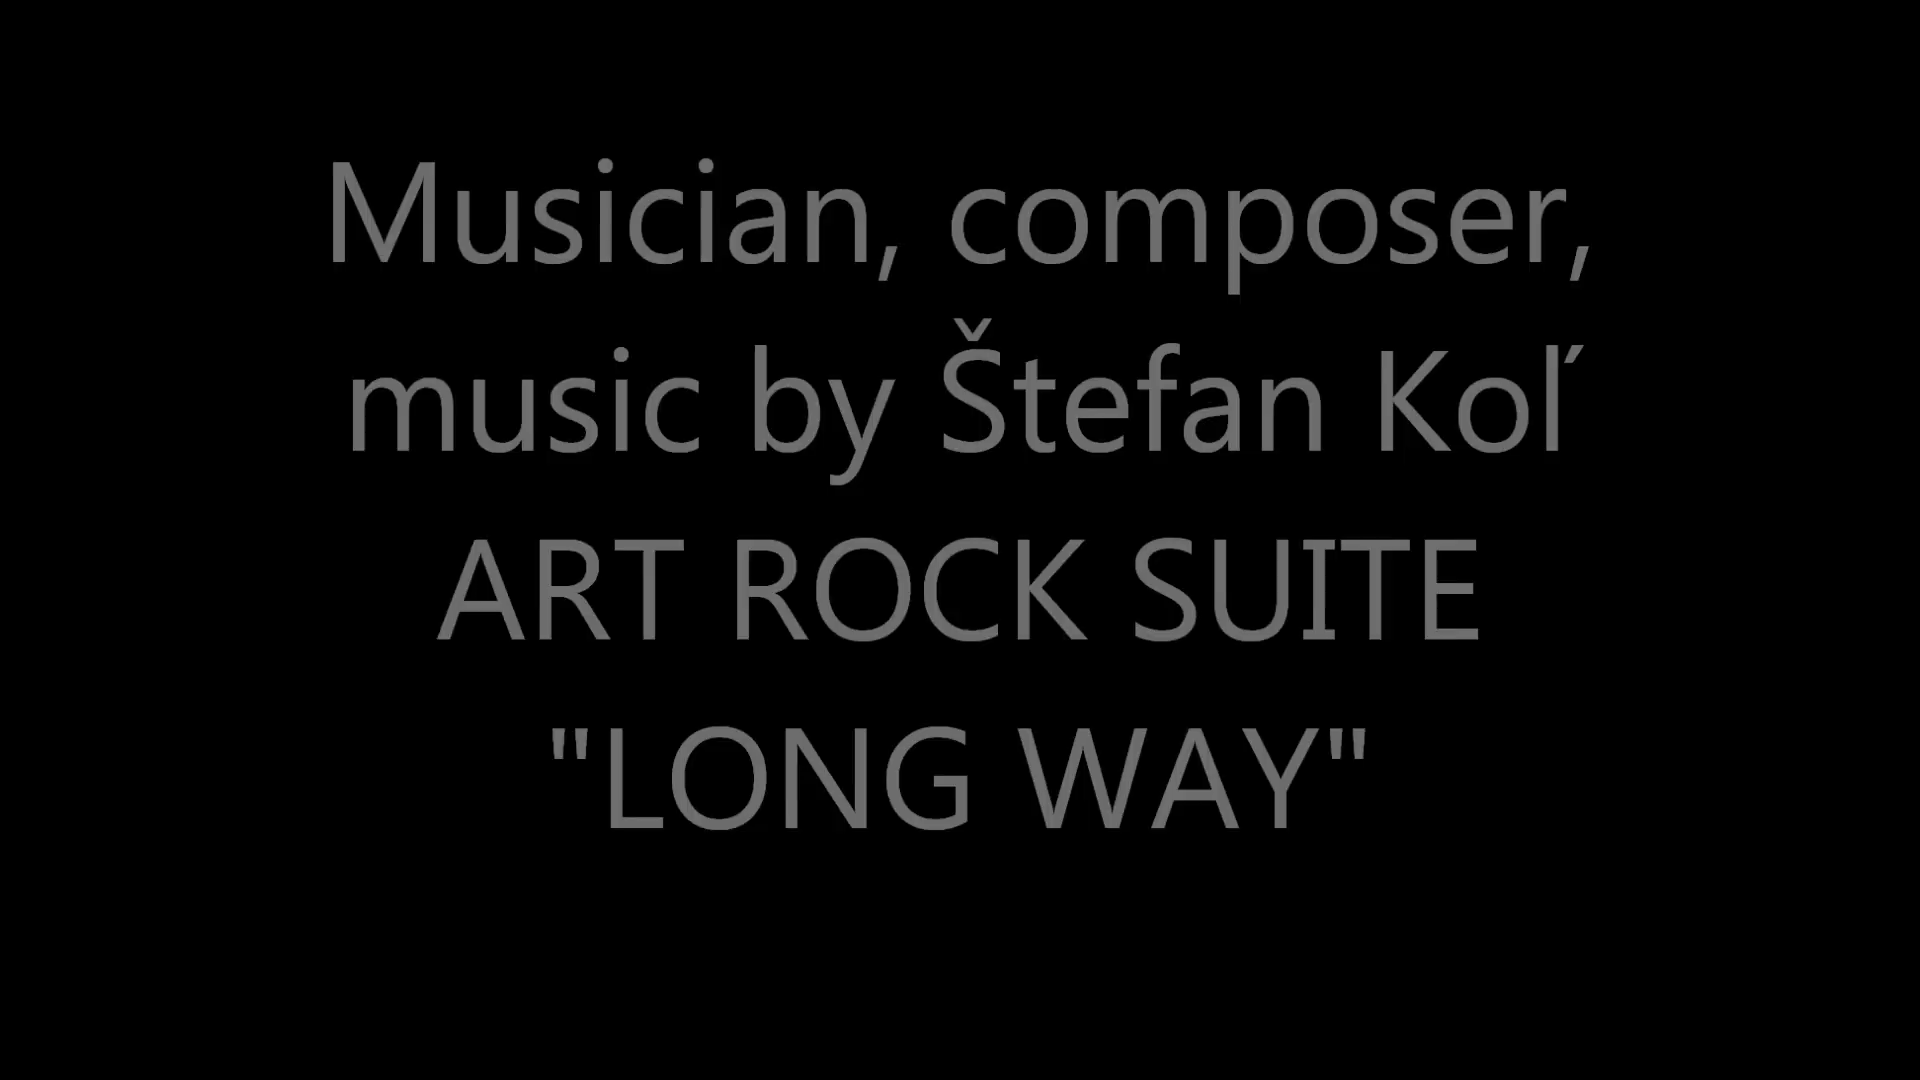 Musician, composer,
music by Štefan Koľ
ART ROCK SUITE
"LONG WAY"